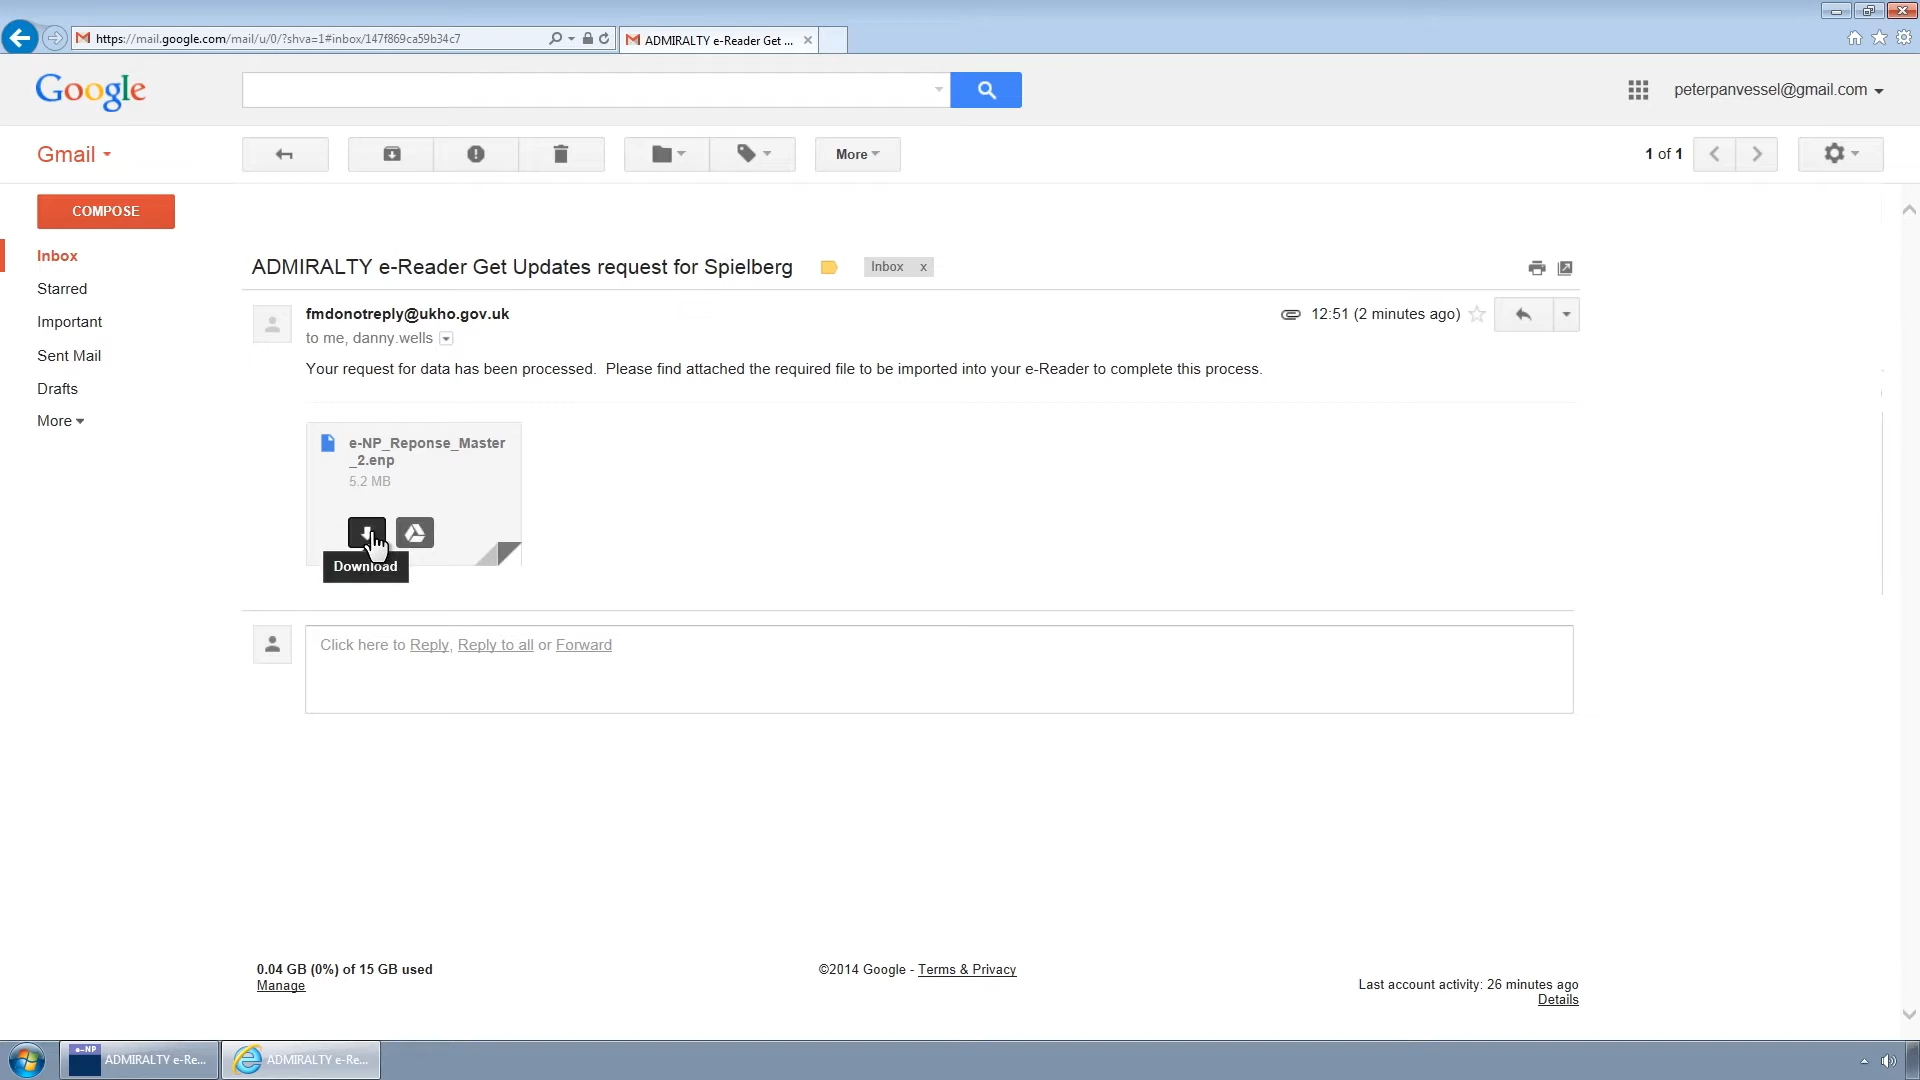 https://mail.google.com/mail/u/0/?shva=1#inbox/147f869ca59b34c7
ADMIRALTY e-Reader Get ...
Google
peterpanvessel@gmail.com
Gmail
More
1 of 1
COMPOSE
Inbox
Starred
Important
Sent Mail
Drafts
More
ADMIRALTY e-Reader Get Updates request for Spielberg
Inbox x
fmdonotreply@ukho.gov.uk
12:51 (2 minutes ago)
to me, danny.wells
Your request for data has been processed. Please find attached the required file to be imported into your e-Reader to complete this process.
e-NP_Reponse_Master
_2.enp
5.2 MB
Download
Click here to Reply, Reply to all or Forward
0.04 GB (0%) of 15 GB used
Manage
©2014 Google - Terms & Privacy
Last account activity: 26 minutes ago
Details
e-NP
ADMIRALTY e-Re...
ADMIRALTY e-Re...